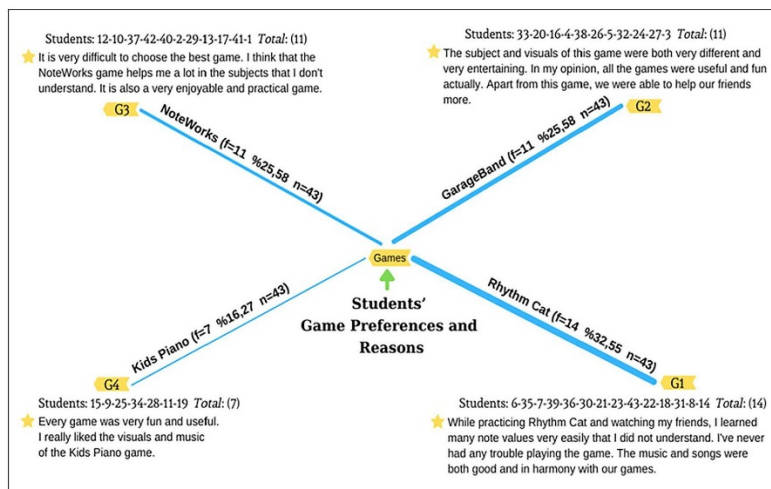 Students: 12-10-37-42-40-2-29-13-17-41-1 Total: (11)
It is very difficult to choose the best game. I think that the
NoteWorks game helps me a lot in the subjects that I don't
understand. It is also a very enjoyable and practical game.
G3
NoteWorks (f=11 %25,58 n=43)
Students: 33-20-16-4-38-26-5-32-24-27-3 Total: (11)
The subject and visuals of this game were both very different and
very entertaining. In my opinion, all the games were useful and fun
actually. Apart from this game, we were able to help our friends
more.
G2
GarageBand (f=11 %25,58 n=43)
Games
Students'
Game Preferences and
Reasons
Kids Piano (f=7 %16,27 n=43)
G4
Students: 15-9-25-34-28-11-19 Total: (7)
Every game was very fun and useful.
I really liked the visuals and music
of the Kids Piano game.
Rhythm Cat (f=14 %32,55 n=43)
G1
Students: 6-35-7-39-36-30-21-23-43-22-18-31-8-14 Total: (14)
While practicing Rhythm Cat and watching my friends, I learned
many note values very easily that I did not understand. I've never
had any trouble playing the game. The music and songs were
both good and in harmony with our games.